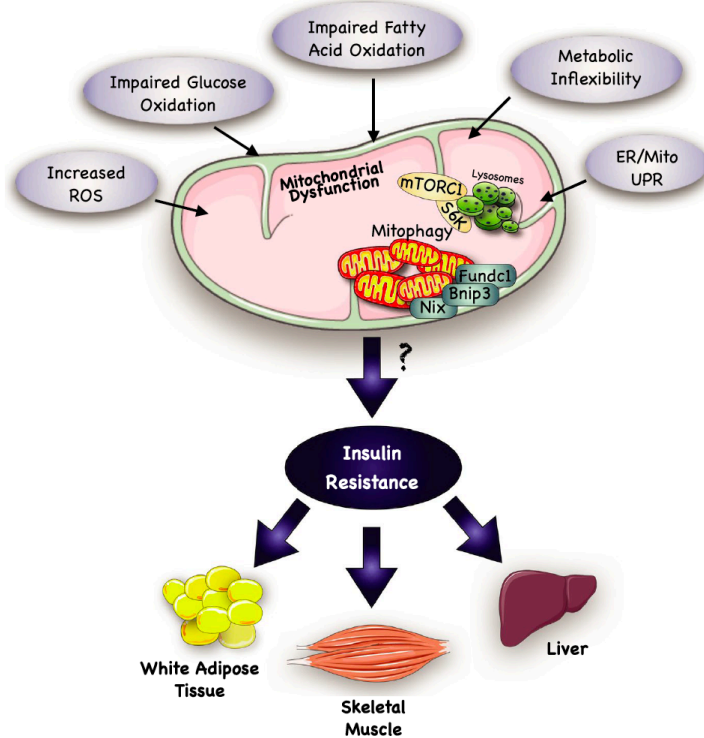 Impaired Fatty
Acid Oxidation
Impaired Glucose
Oxidation
Metabolic
Inflexibility
Increased
ROS
ER/Mito
UPR
Mitochondrial
Dysfunction
Lysosomes
mTORC1
S6K
Mitophagy
Fundc1
Bnip3
Nix
?
Insulin
Resistance
White Adipose
Tissue
Skeletal
Muscle
Liver